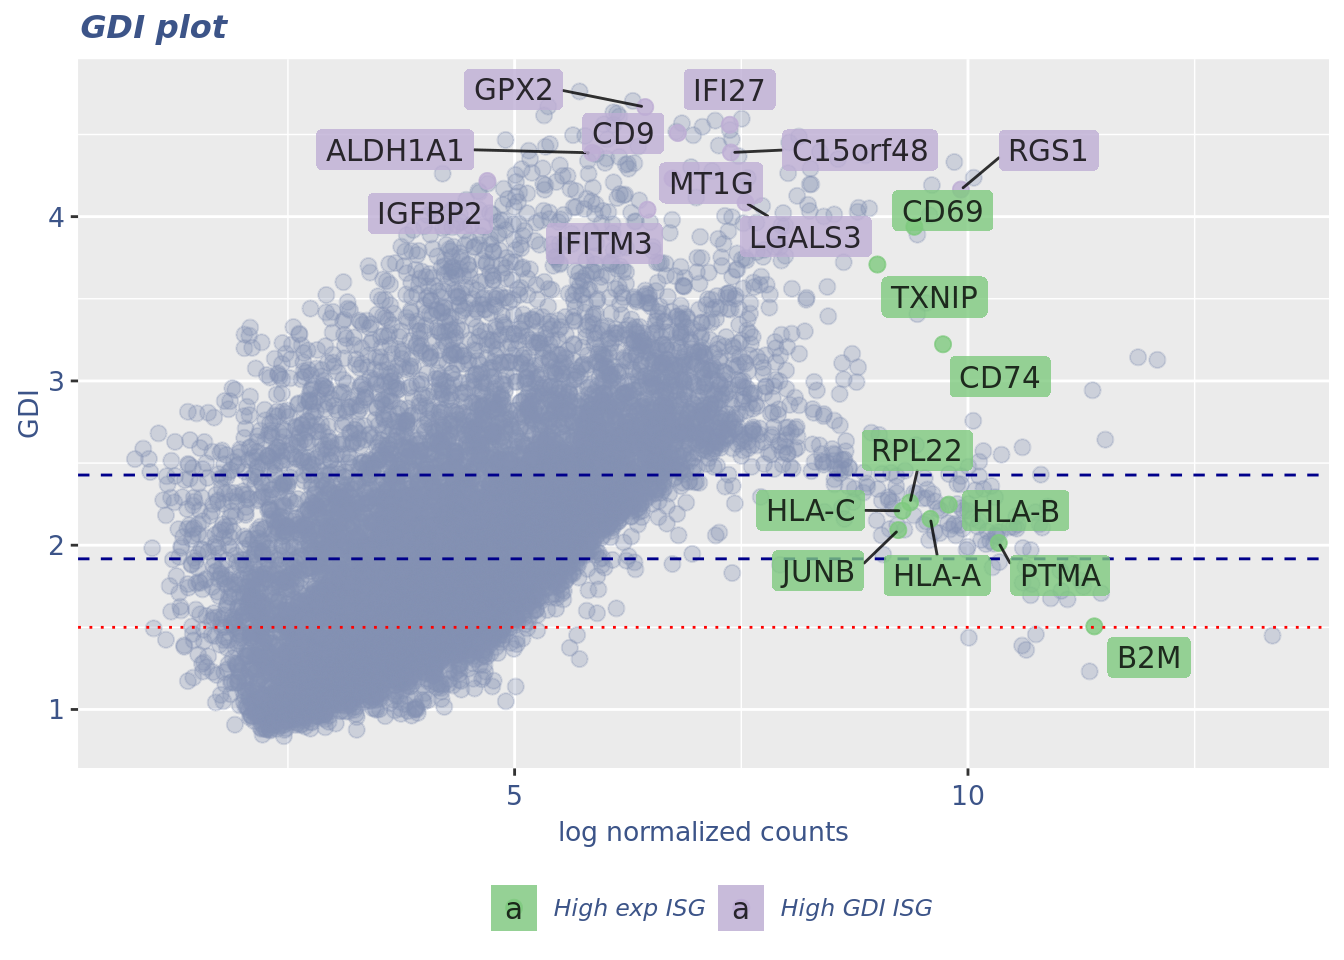 GDI plot
GPX2
IFI27
CD9
ALDH1A1
C15orf48
RGS1
MT1G
IGFBP2
CD69
IFITM3
LGALS3
TXNIP
CD74
RPL22
HLA-C
HLA-B
JUNB
HLA-A
PTMA
B2M
4
3
2
1
GDI
5
10
log normalized counts
a High exp ISG a High GDI ISG